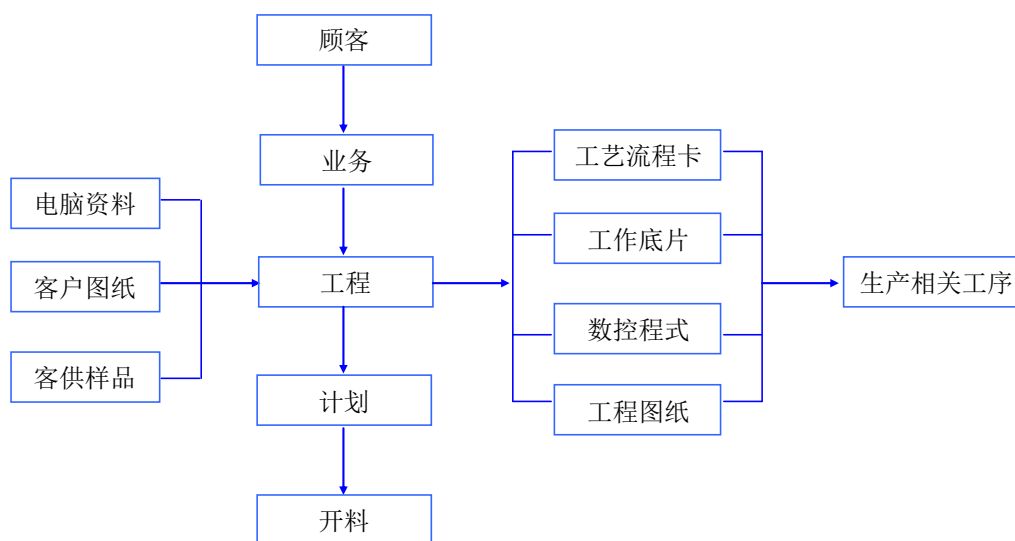 顾客
业务
工艺流程卡
电脑资料
工作底片
客户图纸
工程
生产相关工序
数控程式
客供样品
计划
工程图纸
开料